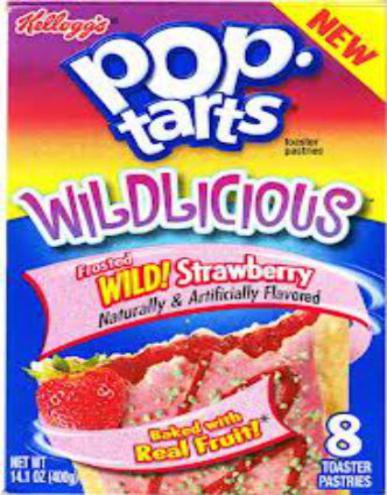 Kellogg's
NEW
POP.
tarts
toaster
pastries
WILDLICIOUS
Frosted
WILD! Strawberry
Naturally & Artificially Flavored
Baked with
Real Fruit!*
8
TOASTER
PASTRIES
NET WT
14.1 OZ (400g)